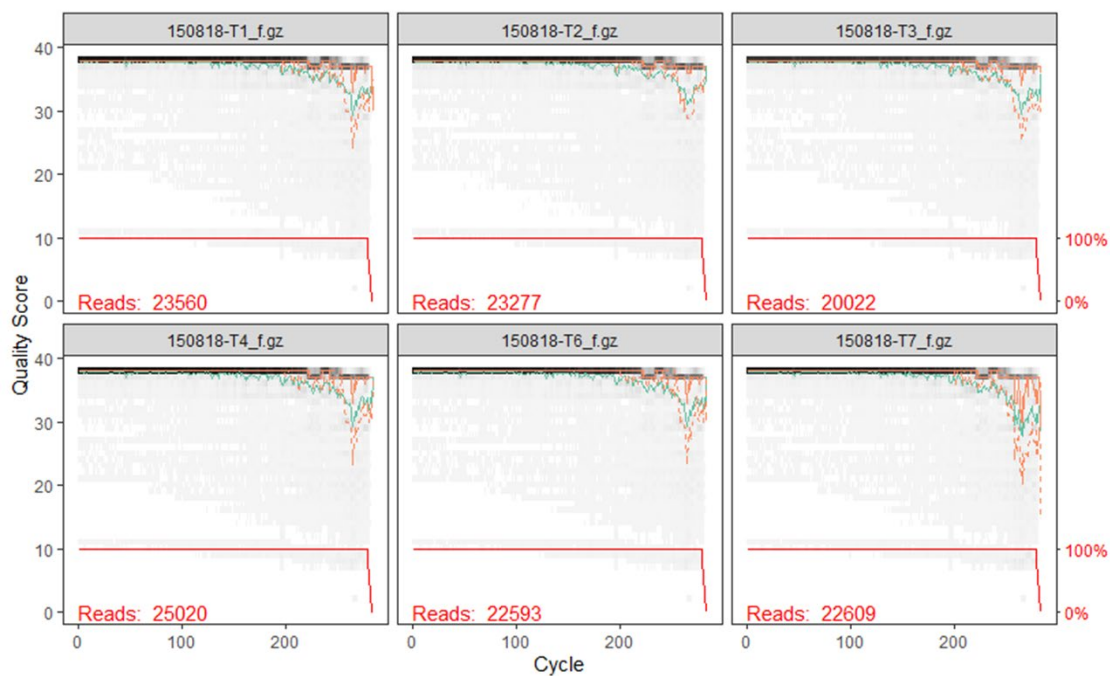 150818-T1_f.gz 150818-T2_f.gz 150818-T3_f.gz
40
30
20
10 100%
0 0%
Reads: 23560 Reads: 23277 Reads: 20022
Quality Score
150818-T4_f.gz 150818-T6_f.gz 150818-T7_f.gz
40
30
20
10 100%
0 0%
Reads: 25020 Reads: 22593 Reads: 22609
0 100 200 0 100 200 0 100 200
Cycle